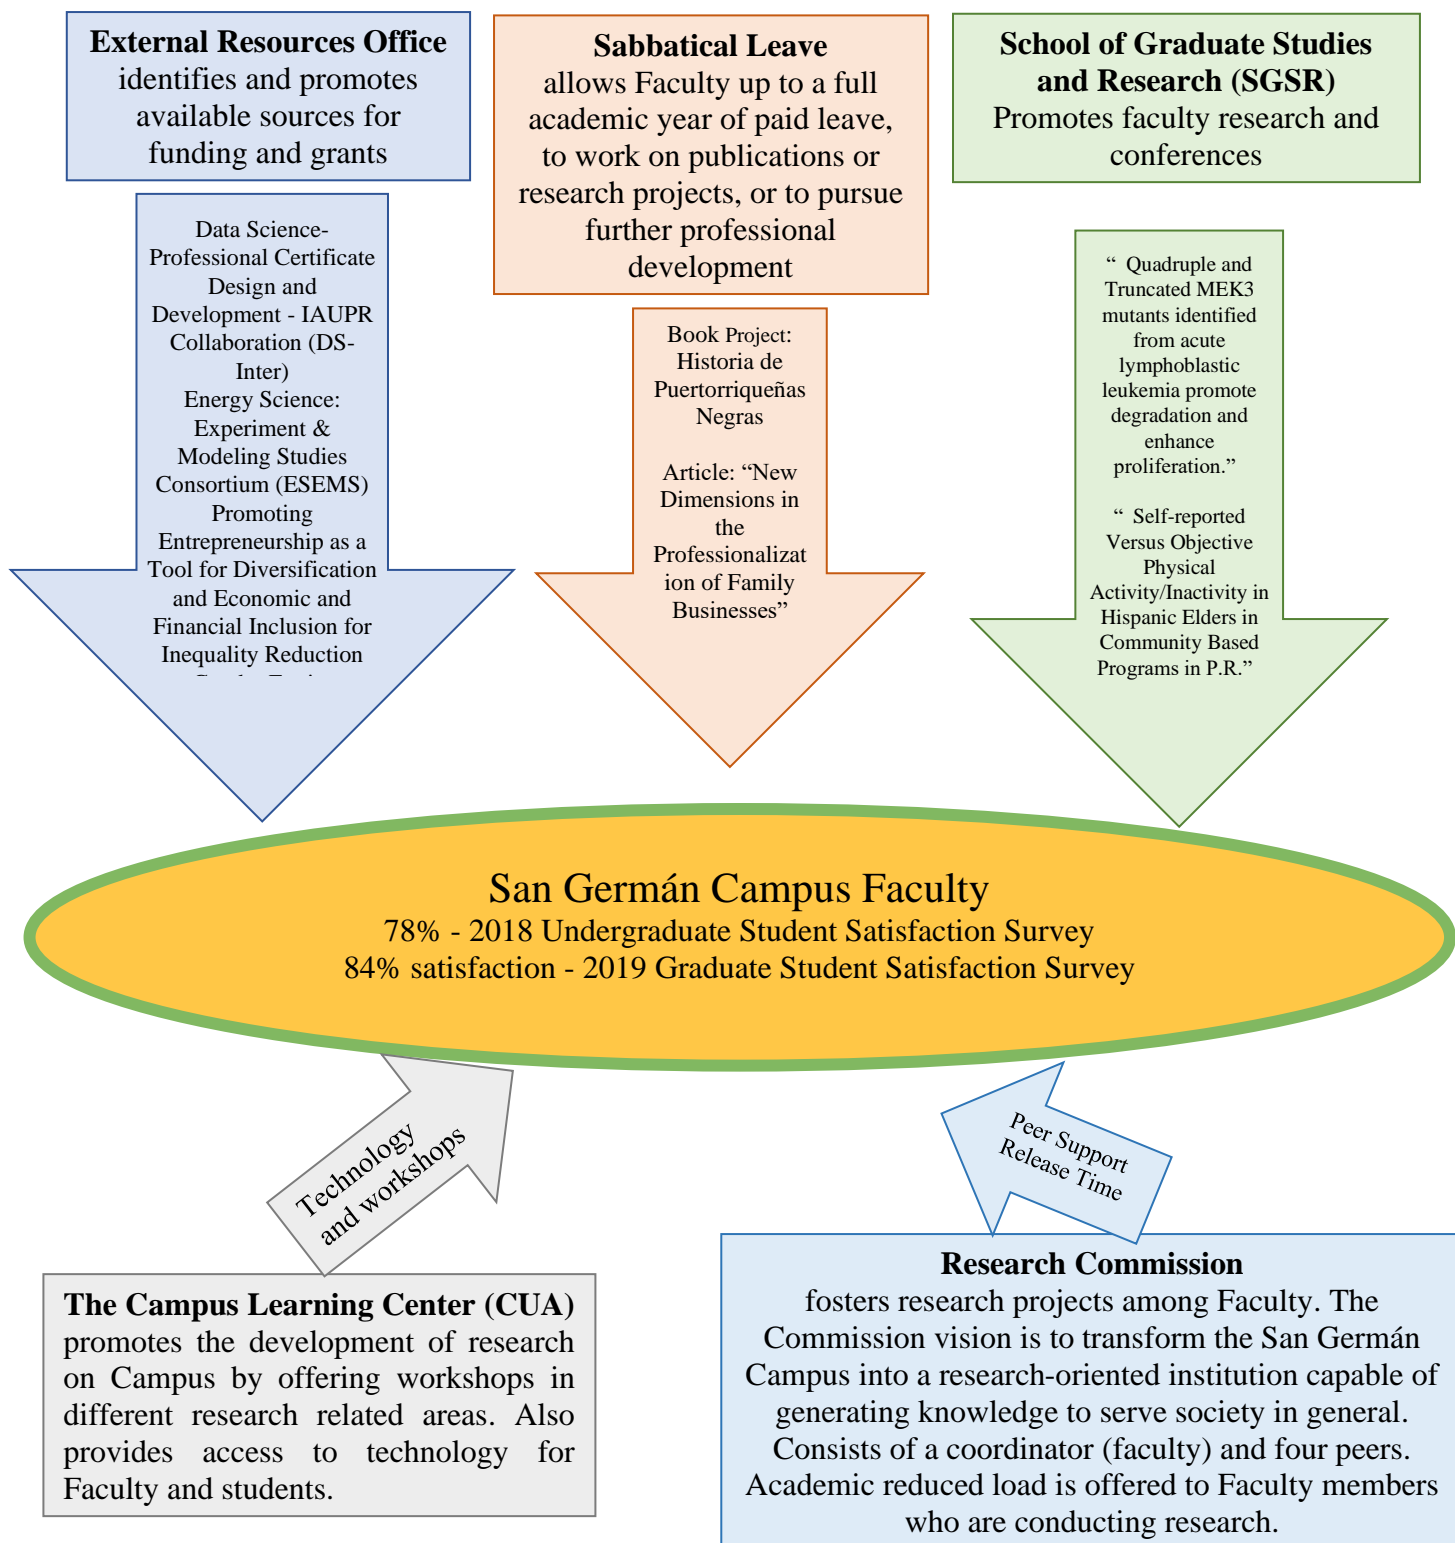 External Resources Office
identifies and promotes
available sources for
funding and grants
Data Science-
Professional Certificate
Design and
Development - IAUPR
Collaboration (DS-
Inter)
Energy Science:
Experiment &
Modeling Studies
Consortium (ESEMS)
Promoting
Entrepreneurship as a
Tool for Diversification
and Economic and
Financial Inclusion for
Inequality Reduction
Sabbatical Leave
allows Faculty up to a full
academic year of paid leave,
to work on publications or
research projects, or to pursue
further professional
development
Book Project:
Historia de
Puertorriqueñas
Negras
Article: “New
Dimensions in
the
Professionalizat
ion of Family
Businesses”
School of Graduate Studies
and Research (SGSR)
Promotes faculty research and
conferences
“ Quadruple and
Truncated MEK3
mutants identified
from acute
lymphoblastic
leukemia promote
degradation and
enhance
proliferation.”
“ Self-reported
Versus Objective
Physical
Activity/Inactivity in
Hispanic Elders in
Community Based
Programs in P.R.”
San Germán Campus Faculty
78% - 2018 Undergraduate Student Satisfaction Survey
84% satisfaction - 2019 Graduate Student Satisfaction Survey
Technology
and workshops
Peer Support
Release Time
The Campus Learning Center (CUA)
promotes the development of research
on Campus by offering workshops in
different research related areas. Also
provides access to technology for
Faculty and students.
Research Commission
fosters research projects among Faculty. The
Commission vision is to transform the San Germán
Campus into a research-oriented institution capable of
generating knowledge to serve society in general.
Consists of a coordinator (faculty) and four peers.
Academic reduced load is offered to Faculty members
who are conducting research.